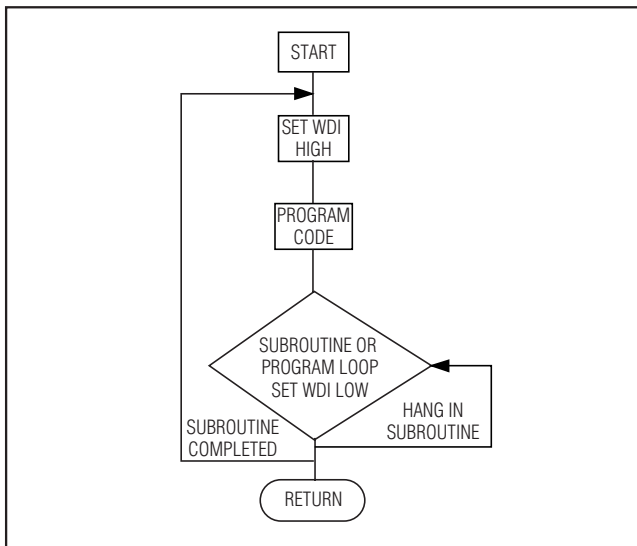 START
SET WDI
HIGH
PROGRAM
CODE
SUBROUTINE OR
PROGRAM LOOP
SET WDI LOW
SUBROUTINE
COMPLETED
HANG IN
SUBROUTINE
RETURN